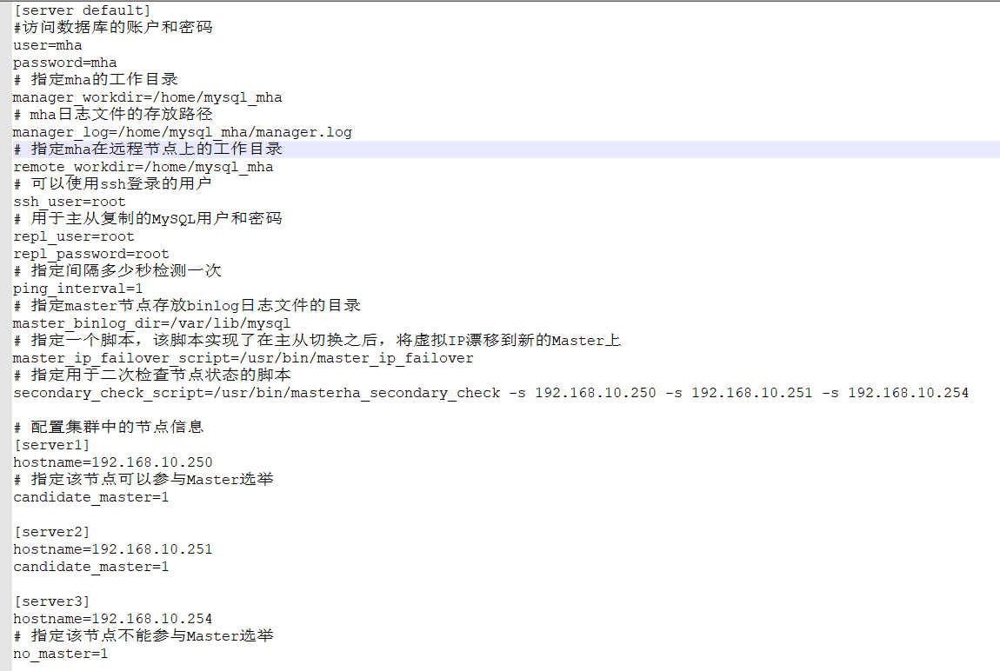 [server default]
#访问数据库的账户和密码
user=mha
password=mha
# 指定mha的工作目录
manager_workdir=/home/mysql_mha
# mha日志文件的存放路径
manager_log=/home/mysql_mha/manager.log
# 指定mha在远程节点上的工作目录
remote_workdir=/home/mysql_mha
# 可以使用ssh登录的用户
ssh_user=root
# 用于主从复制的MySQL用户和密码
repl_user=root
repl_password=root
# 指定间隔多少秒检测一次
ping_interval=1
# 指定master节点存放binlog日志文件的目录
master_binlog_dir=/var/lib/mysql
# 指定一个脚本，该脚本实现了在主从切换之后，将虚拟IP漂移到新的Master上
master_ip_failover_script=/usr/bin/master_ip_failover
# 指定用于二次检查节点状态的脚本
secondary_check_script=/usr/bin/masterha_secondary_check -s 192.168.10.250 -s 192.168.10.251 -s 192.168.10.254
# 配置集群中的节点信息
[server1]
hostname=192.168.10.250
# 指定该节点可以参与Master选举
candidate_master=1
[server2]
hostname=192.168.10.251
candidate_master=1
[server3]
hostname=192.168.10.254
# 指定该节点不能参与Master选举
no_master=1